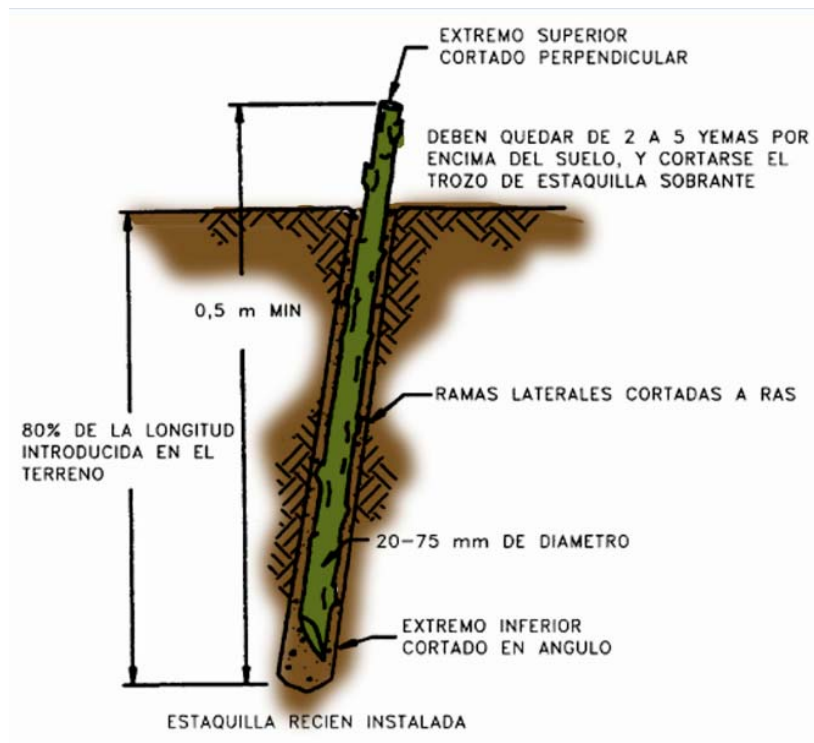 EXTREMO SUPERIOR
CORTADO PERPENDICULAR
DEBEN QUEDAR DE 2 A 5 YEMAS POR
ENCIMA DEL SUELO, Y CORTARSE EL
TROZO DE ESTAQUILLA SOBRANTE
0,5 m MIN
RAMAS LATERALES CORTADAS A RAS
80% DE LA LONGITUD
INTRODUCIDA EN EL
TERRENO
20-75 mm DE DIAMETRO
EXTREMO INFERIOR
CORTADO EN ANGULO
ESTAQUILLA RECIEN INSTALADA